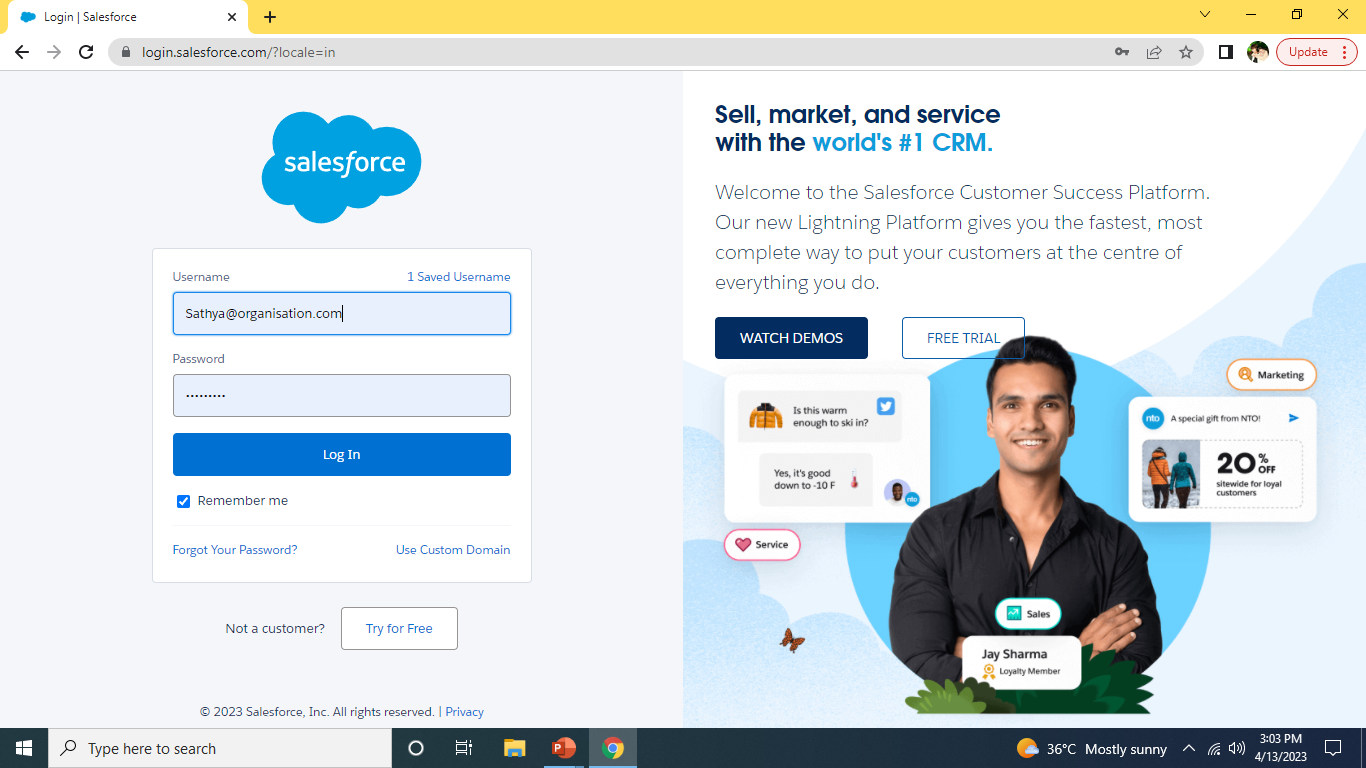 Login | Salesforce
login.salesforce.com/?locale=in
Update
salesforce
Username
1 Saved Username
Sathya@organisation.com
Password
•••••••••
Log In
Remember me
Forgot Your Password?
Use Custom Domain
Not a customer?
Try for Free
© 2023 Salesforce, Inc. All rights reserved. | Privacy
Sell, market, and service
with the world's #1 CRM.
Welcome to the Salesforce Customer Success Platform.
Our new Lightning Platform gives you the fastest, most
complete way to put your customers at the centre of
everything you do.
WATCH DEMOS
FREE TRIAL
Is this warm
enough to ski in?
Yes, it's good
down to -10 F
nto
Service
Marketing
nto
A special gift from NTO!
20% OFF
sitewide for loyal
customers
Sales
Jay Sharma
Loyalty Member
Type here to search
P
36°C Mostly sunny
3:03 PM
4/13/2023